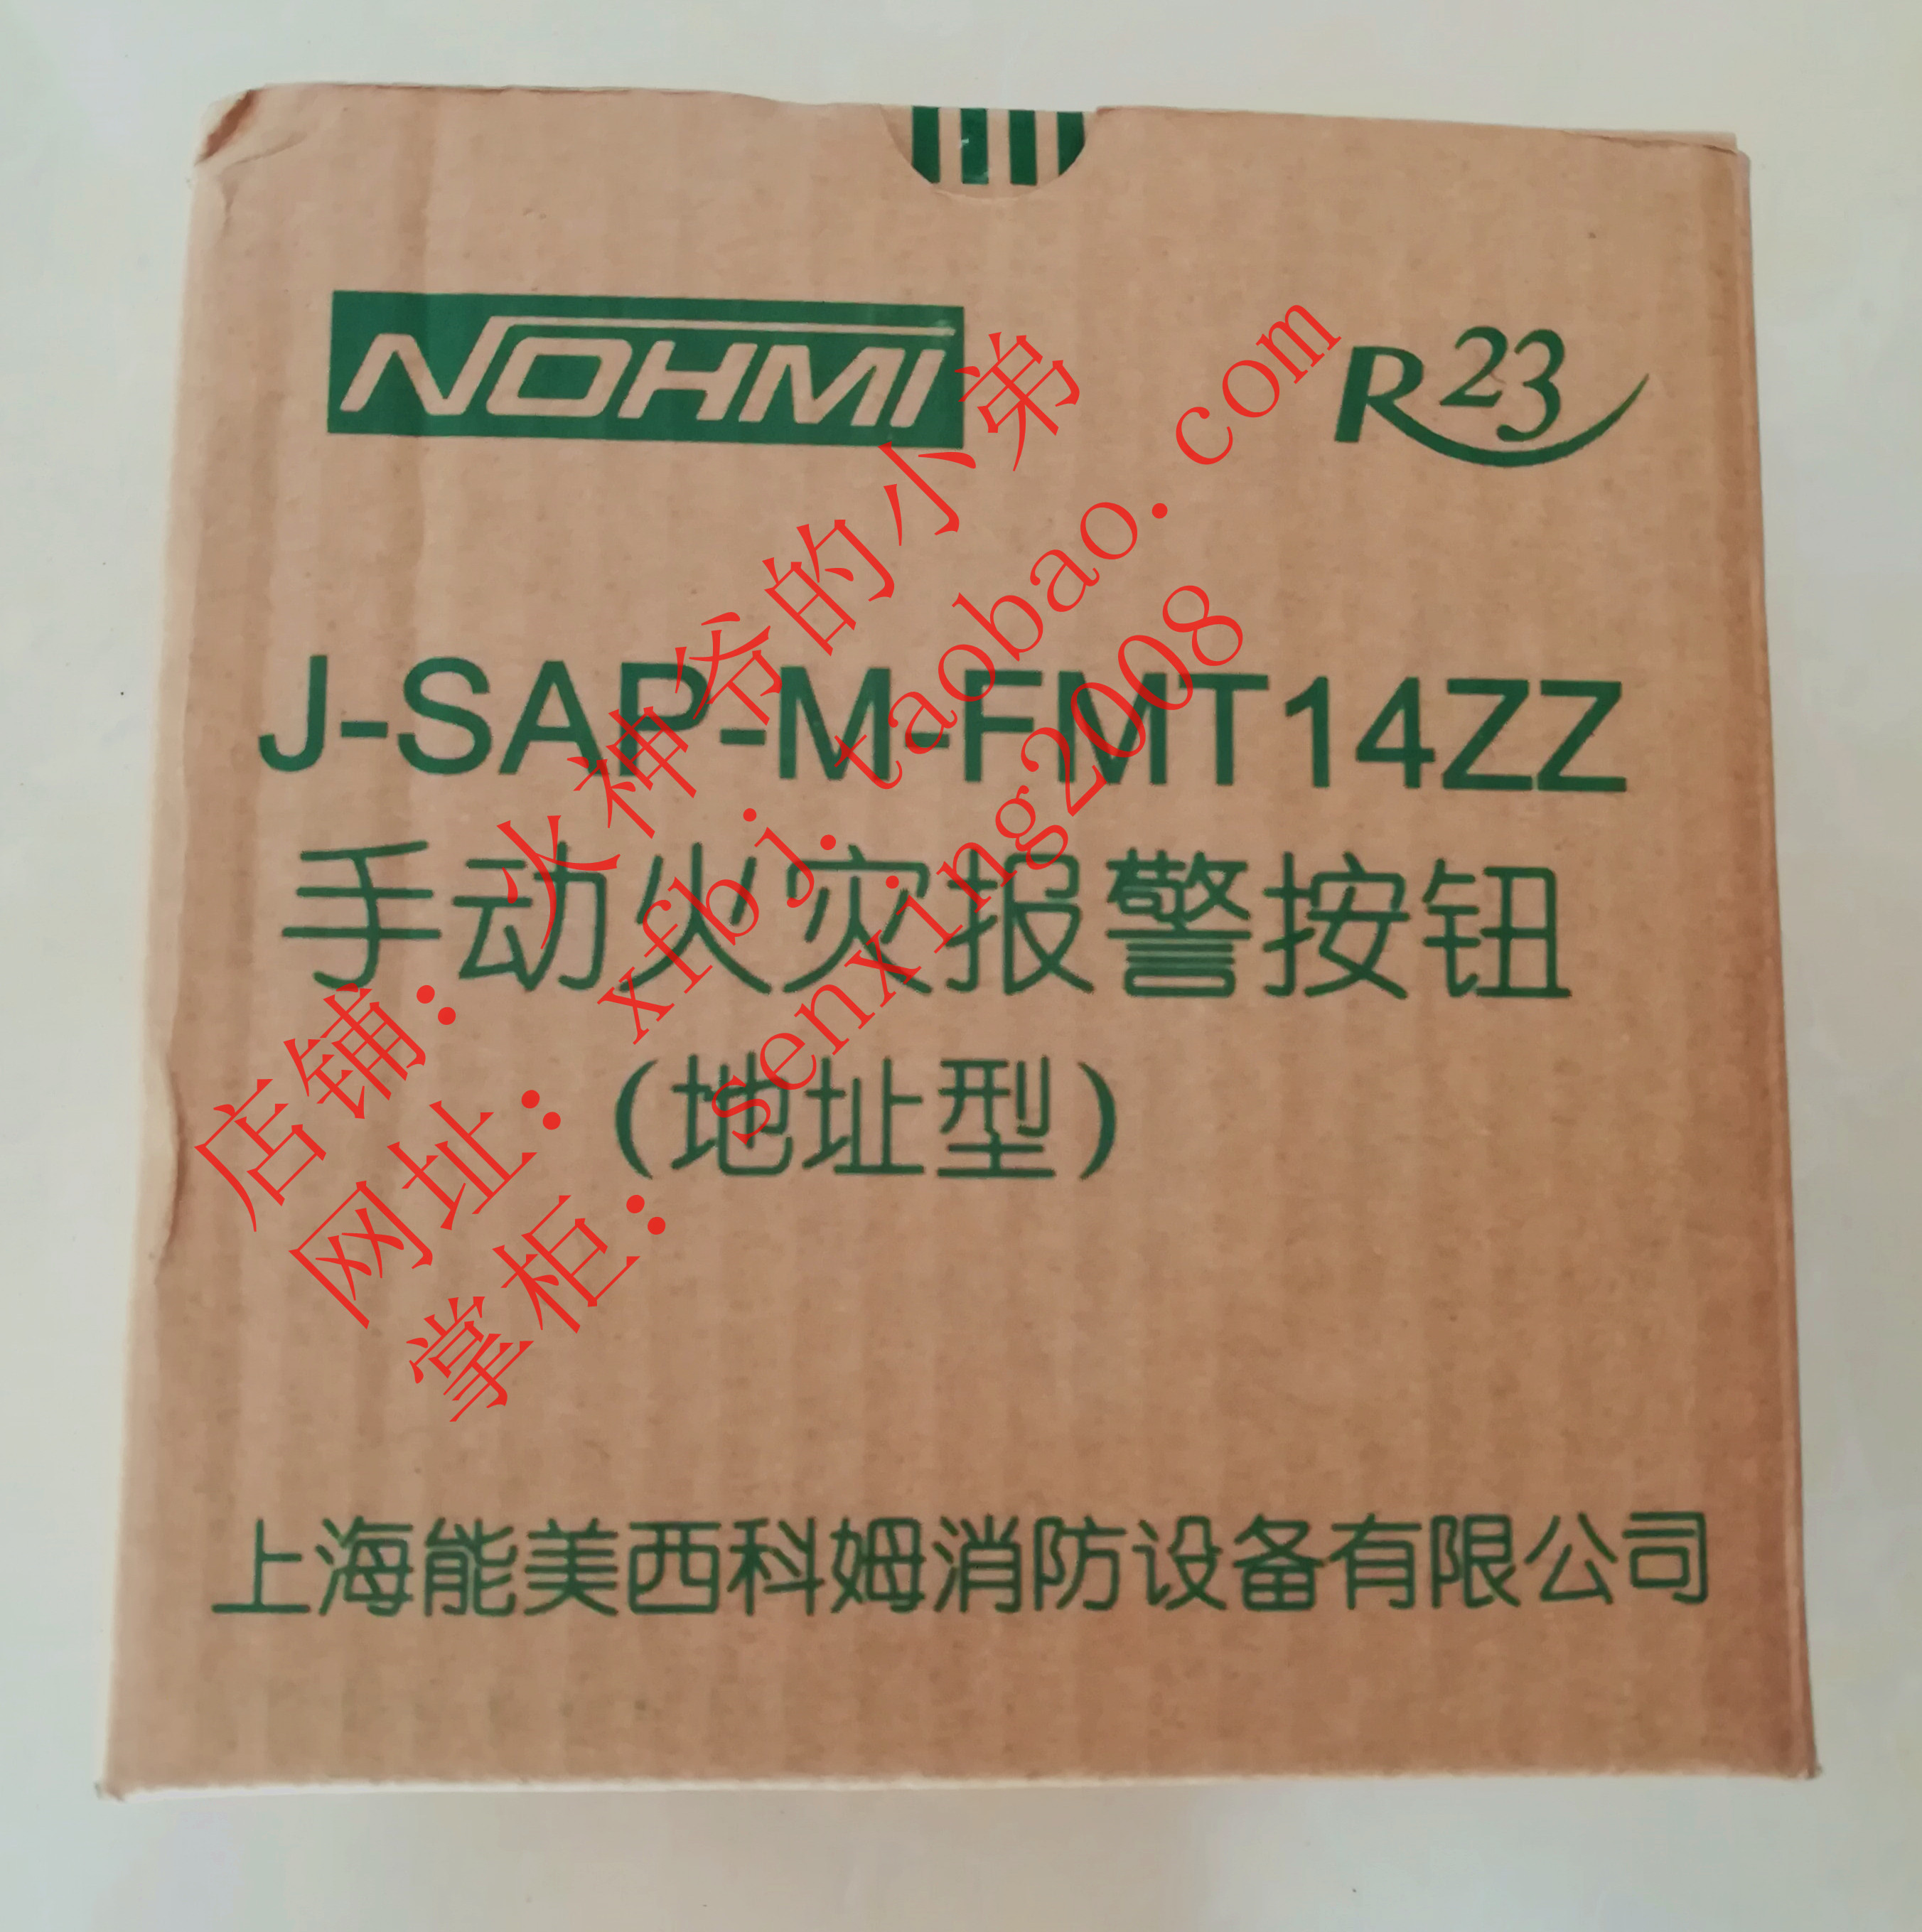 NOHMI
R23
J-SAP-M-FMT14ZZ
手动火灾报警按钮
(地址型)
上海能美西科姆消防设备有限公司
店铺:火神爷的小弟
网址:xfbj.taobao.com
掌柜:senxing2008